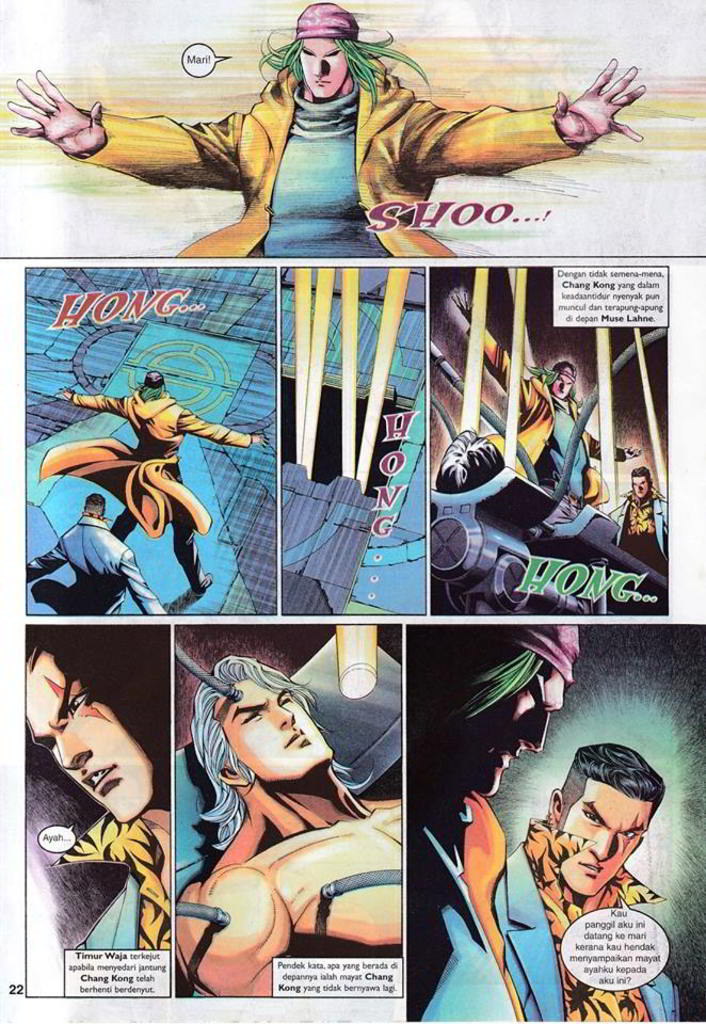 Mari!
SHOO...!
HONG...
HONG...
Dengan tidak semena-mena,
Chang Kong yang dalam
keadaantidur nyenyak pun
muncul dan terapung-apung
di depan Muse Lahne.
HONG...
Ayah...
Timur Waja terkejut
apabila menyedari jantung
Chang Kong telah
berhenti berdenyut.
Pendek kata, apa yang berada di
depannya ialah mayat Chang
Kong yang tidak bernyawa lagi.
Kau
panggil aku ini
datang ke mari
kerana kau hendak
menyampaikan mayat
ayahku kepada
aku ini?
22